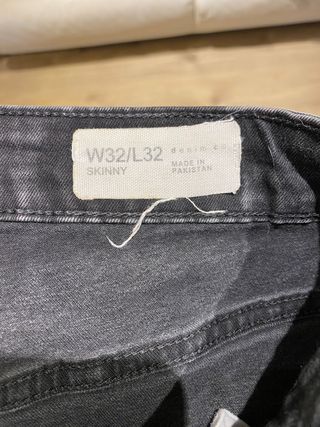 W32/L32
SKINNY
denim co.
MADE IN
PAKISTAN